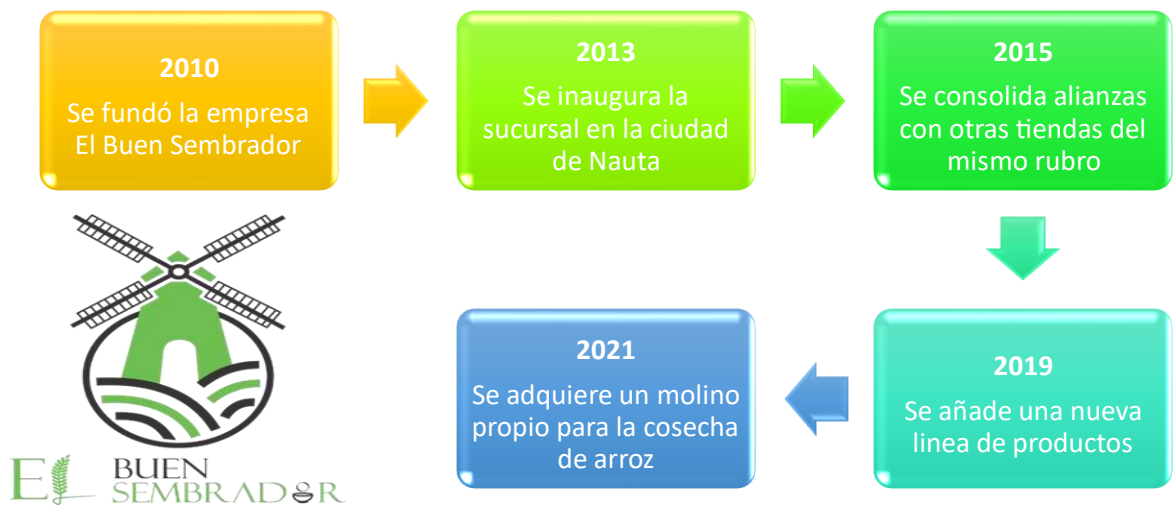 2010
Se fundó la empresa
El Buen Sembrador
2013
Se inaugura la
sucursal en la ciudad
de Nauta
2015
Se consolida alianzas
con otras tiendas del
mismo rubro
2019
Se añade una nueva
linea de productos
2021
Se adquiere un molino
propio para la cosecha
de arroz
EL BUEN
SEMBRADOR